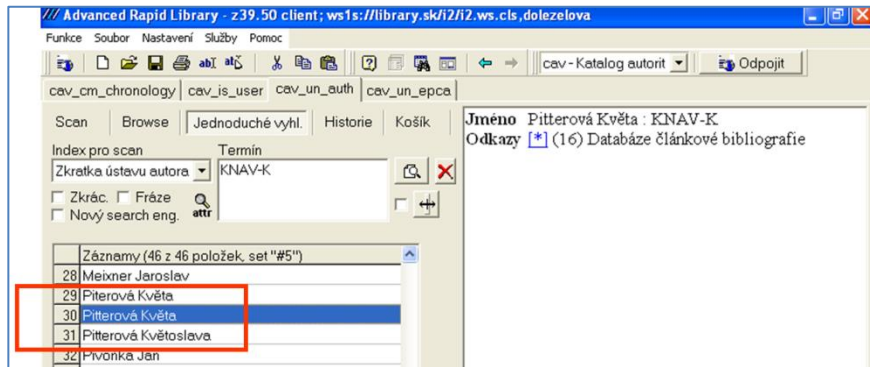 Advanced Rapid Library - z39.50 client; ws1s://library.sk/i2/i2.ws.cls,dolezelova
Funkce Soubor Nastavení Služby Pomoc
cav - Katalog autorit Odpojit
cav_cm_chronology cav_is_user cav_un_auth cav_un_epca
Scan Browse Jednoduché vyhl. Historie Košík
Index pro scan Termín
Zkratka ústavu autora KNAV-K
Zkrác. Fráze
Nový search eng. attr
Záznamy (46 z 46 položek, set "#5")
28 Meixner Jaroslav
29 Piterová Květa
30 Pitterová Květa
31 Pitterová Květoslava
32 Pivoňka Jan
Jméno Pitterová Květa : KNAV-K
Odkazy [*] (16) Databáze článkové bibliografie